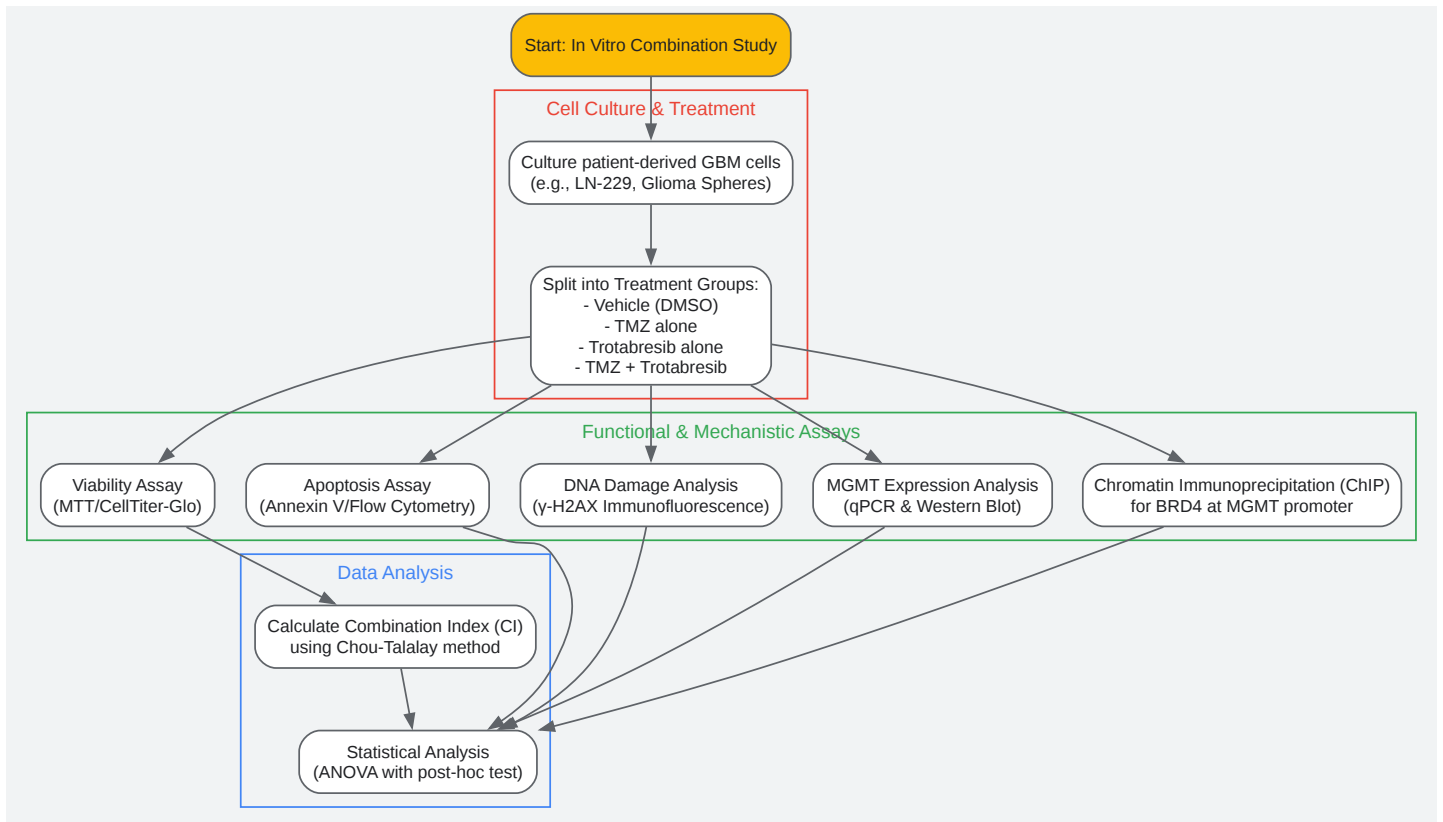 Start: In Vitro Combination Study
Cell Culture & Treatment
Culture patient-derived GBM cells
(e.g., LN-229, Glioma Spheres)
Split into Treatment Groups:
- Vehicle (DMSO)
- TMZ alone
- Trotabresib alone
- TMZ + Trotabresib
Functional & Mechanistic Assays
Viability Assay
(MTT/CellTiter-Glo)
Apoptosis Assay
(Annexin V/Flow Cytometry)
DNA Damage Analysis
(γ-H2AX Immunofluorescence)
MGMT Expression Analysis
(qPCR & Western Blot)
Chromatin Immunoprecipitation (ChIP)
for BRD4 at MGMT promoter
Data Analysis
Calculate Combination Index (CI)
using Chou-Talalay method
Statistical Analysis
(ANOVA with post-hoc test)